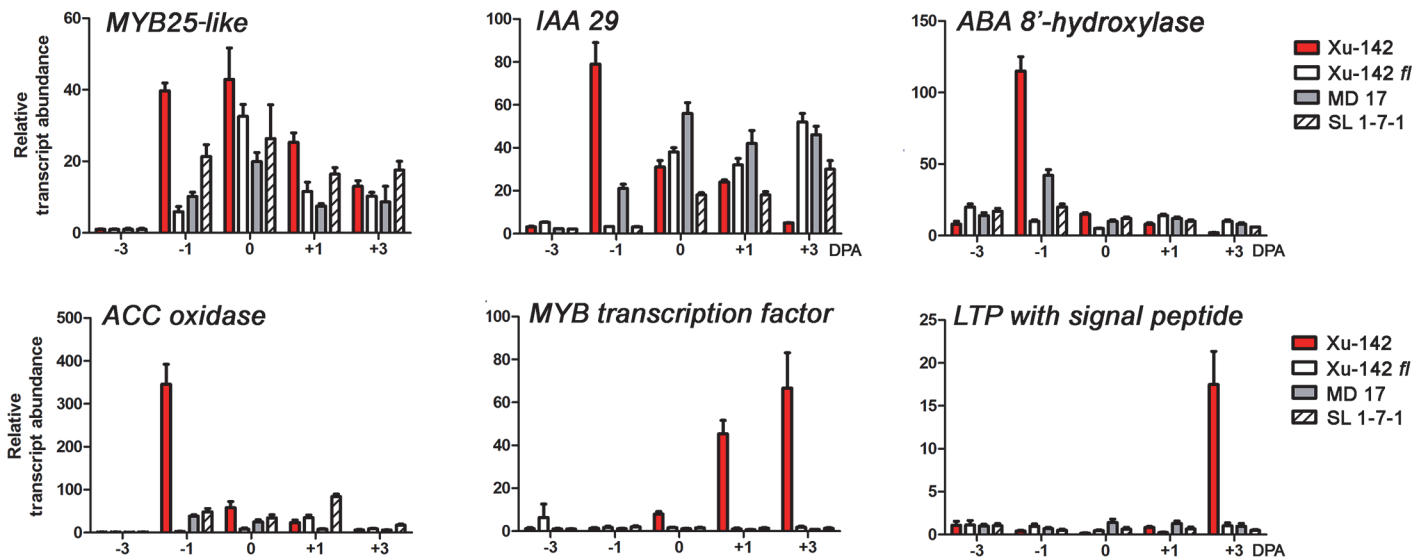 MYB25-like
Relative
transcript abundance
60
40
20
0
-3 -1 0 +1 +3
IAA 29
100
80
60
40
20
0
-3 -1 0 +1 +3 DPA
ABA 8'-hydroxylase
150
100
50
0
-3 -1 0 +1 +3 DPA
Xu-142
Xu-142 fl
MD 17
SL 1-7-1
ACC oxidase
Relative
transcript abundance
500
400
300
200
100
0
-3 -1 0 +1 +3
MYB transcription factor
100
80
60
40
20
0
-3 -1 0 +1 +3
LTP with signal peptide
25
20
15
10
5
0
-3 -1 0 +1 +3 DPA
Xu-142
Xu-142 fl
MD 17
SL 1-7-1